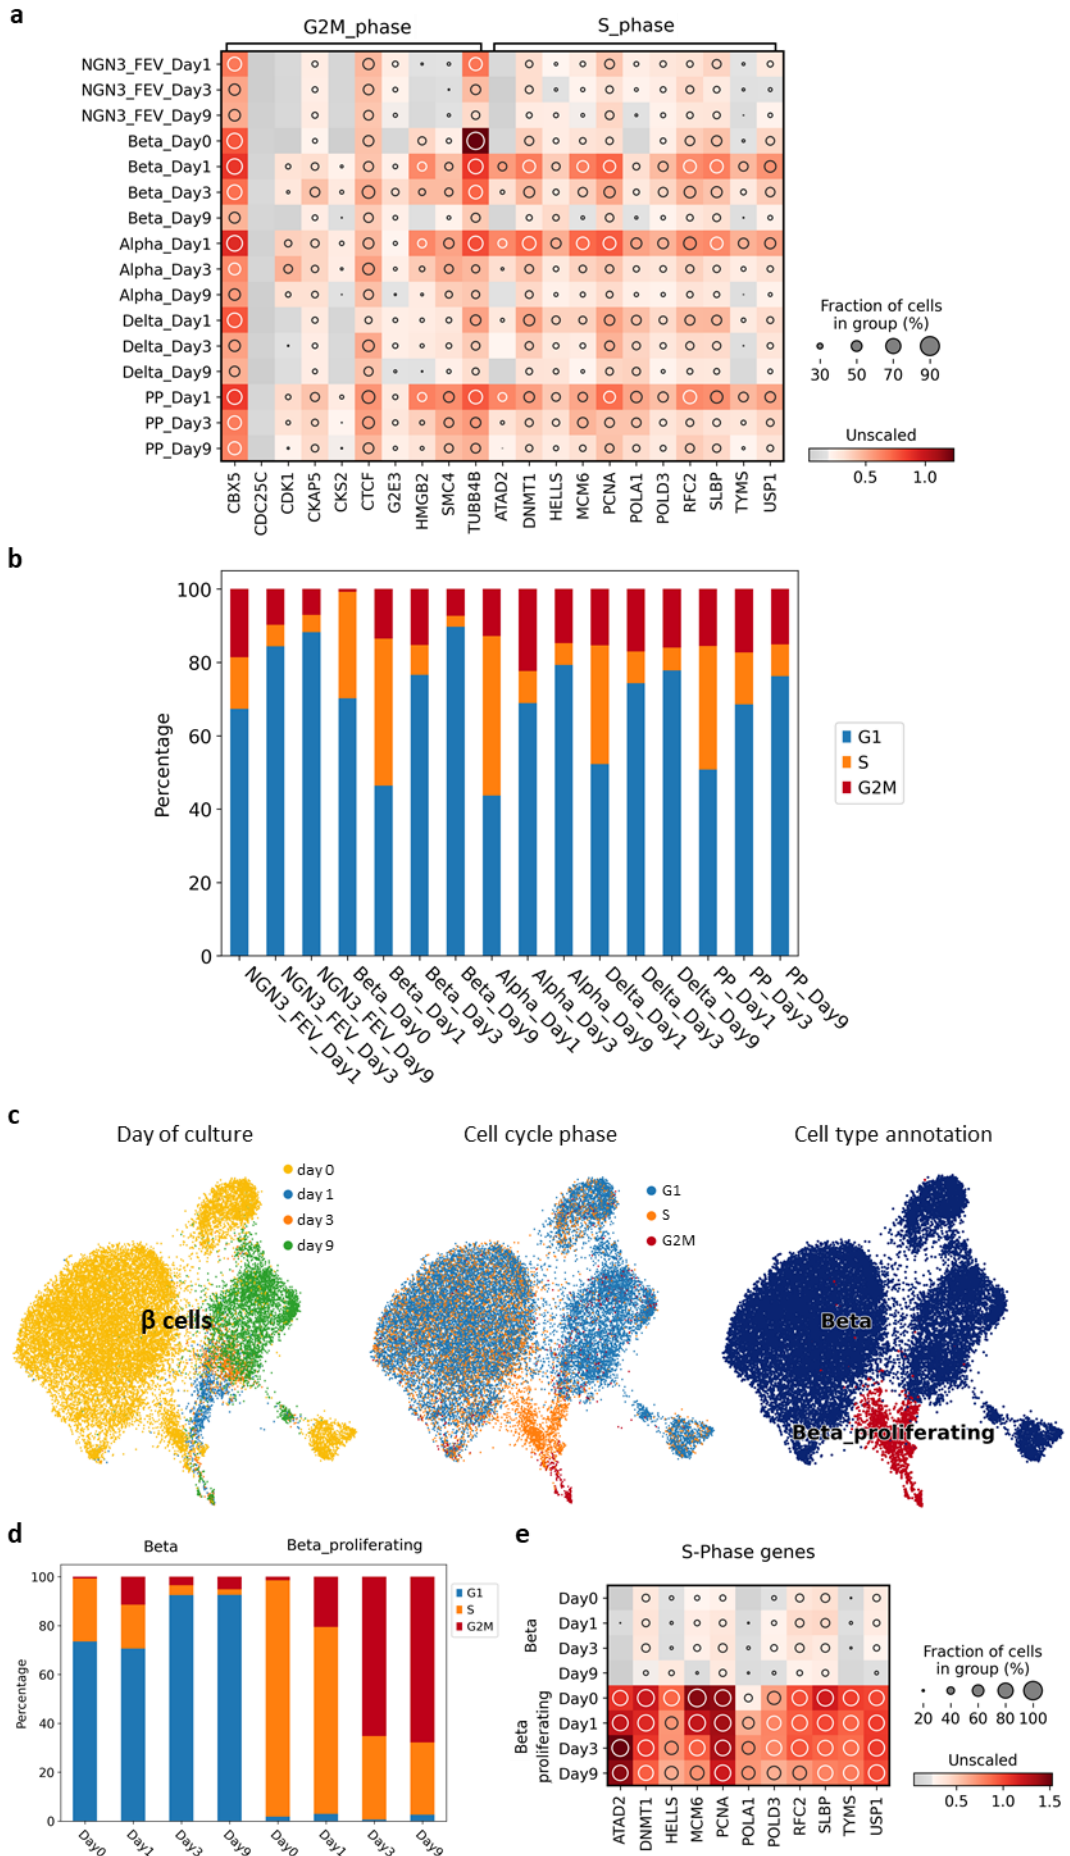 a
G2M_phase S_phase
NGN3_FEV_Day1
NGN3_FEV_Day3
NGN3_FEV_Day9
Beta_Day0
Beta_Day1
Beta_Day3
Beta_Day9
Alpha_Day1
Alpha_Day3
Alpha_Day9
Delta_Day1
Delta_Day3
Delta_Day9
PP_Day1
PP_Day3
PP_Day9
CBX5 CDC25C CDK1 CKAP5 CKS2 CTCF G2E3 HMGB2 SMC4 TUBB4B ATAD2 DNMT1 HELLS MCM6 PCNA POLA1 POLD3 RFC2 SLBP TYMS USP1
Fraction of cells
in group (%)
30 50 70 90
Unscaled
0.5 1.0
b
Percentage
100
80
60
40
20
0
NGN3_FEV_Day1 NGN3_FEV_Day3 NGN3_FEV_Day9 Beta_Day0 Beta_Day1 Beta_Day3 Beta_Day9 Alpha_Day1 Alpha_Day3 Alpha_Day9 Delta_Day1 Delta_Day3 Delta_Day9 PP_Day1 PP_Day3 PP_Day9
G1
S
G2M
c
Day of culture Cell cycle phase Cell type annotation
day 0
day 1
day 3
day 9
β cells
G1
S
G2M
Beta
Beta_proliferating
d
Beta Beta_proliferating
Percentage
100
80
60
40
20
0
Day0 Day1 Day3 Day9 Day0 Day1 Day3 Day9
G1
S
G2M
e
S-Phase genes
Beta
Day0
Day1
Day3
Day9
Beta
proliferating
Day0
Day1
Day3
Day9
ATAD2 DNMT1 HELLS MCM6 PCNA POLA1 POLD3 RFC2 SLBP TYMS USP1
Fraction of cells
in group (%)
20 40 60 80 100
Unscaled
0.5 1.0 1.5